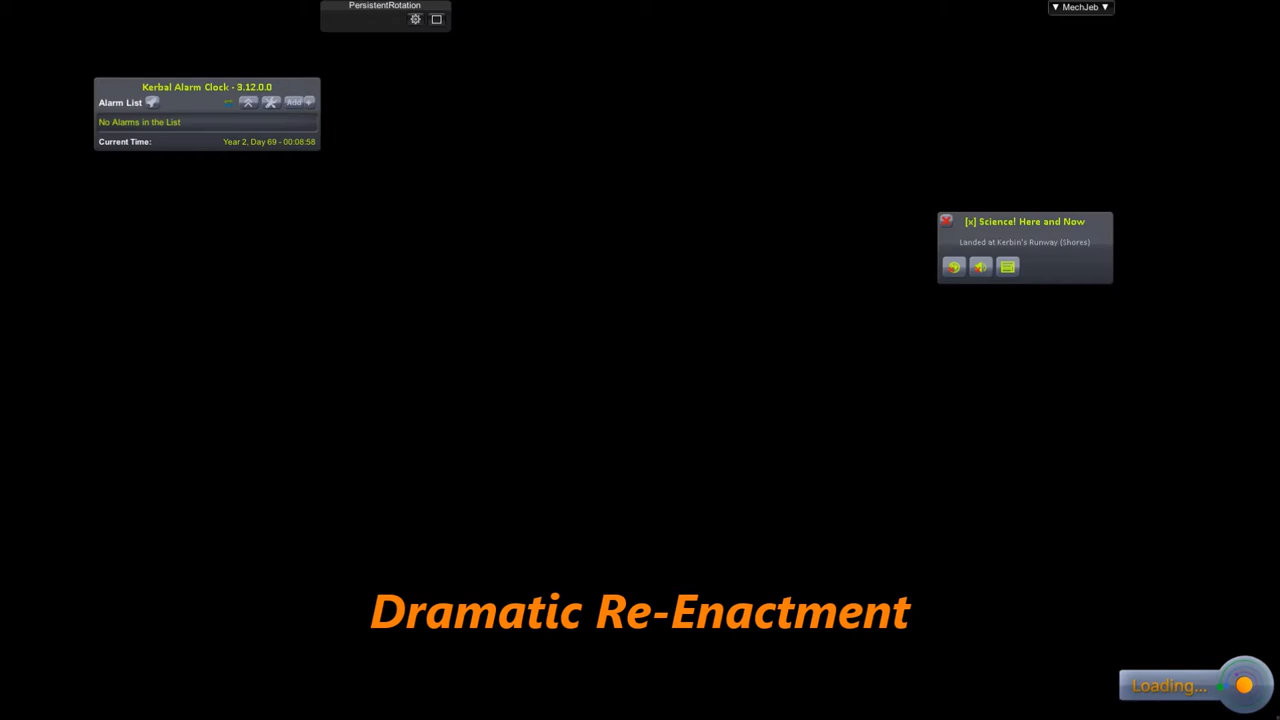 PersistentRotation
▼ MechJeb ▼
Kerbal Alarm Clock - 3.12.0.0
Alarm List
Add +
No Alarms in the List
Current Time: Year 2, Day 69 - 00:08:58
[x] Science! Here and Now
Landed at Kerbin's Runway (Shores)
Dramatic Re-Enactment
Loading...